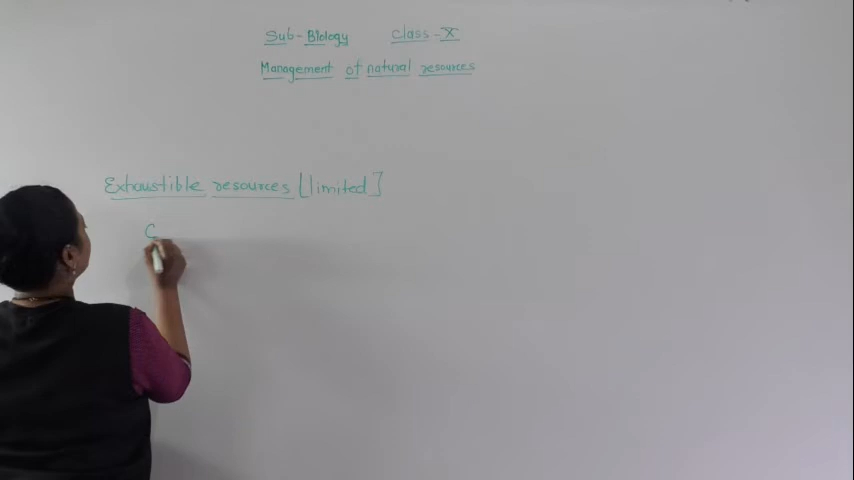 Sub-Biology Class-X
Management of natural resources
Exhaustible resources [limited]
C